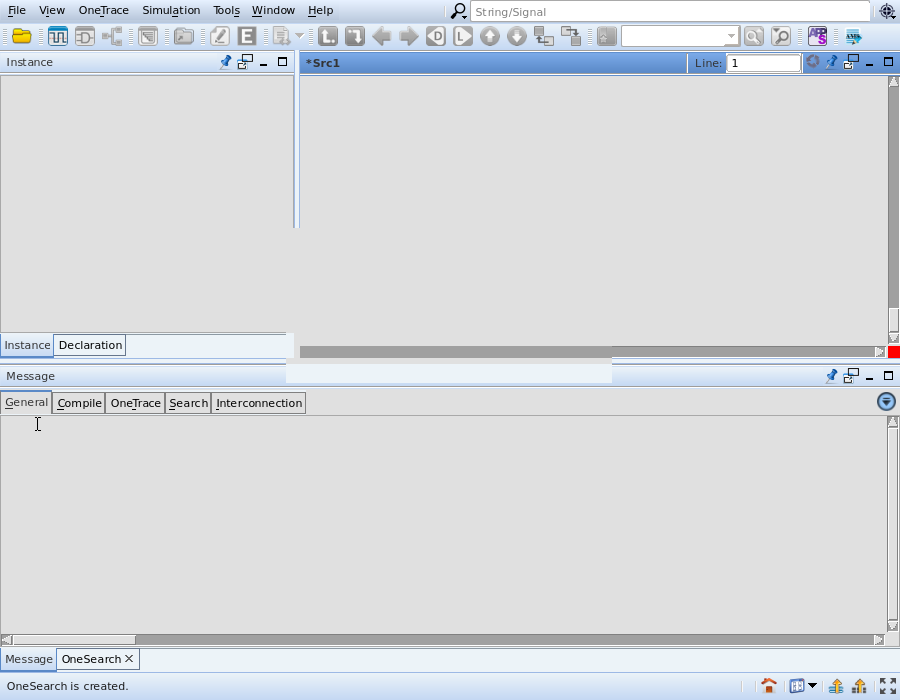 File View OneTrace Simulation Tools Window Help String/Signal
D L APP S
Instance *Src1 Line: 1
Instance Declaration
Message
General Compile OneTrace Search Interconnection
Message OneSearch
OneSearch is created.